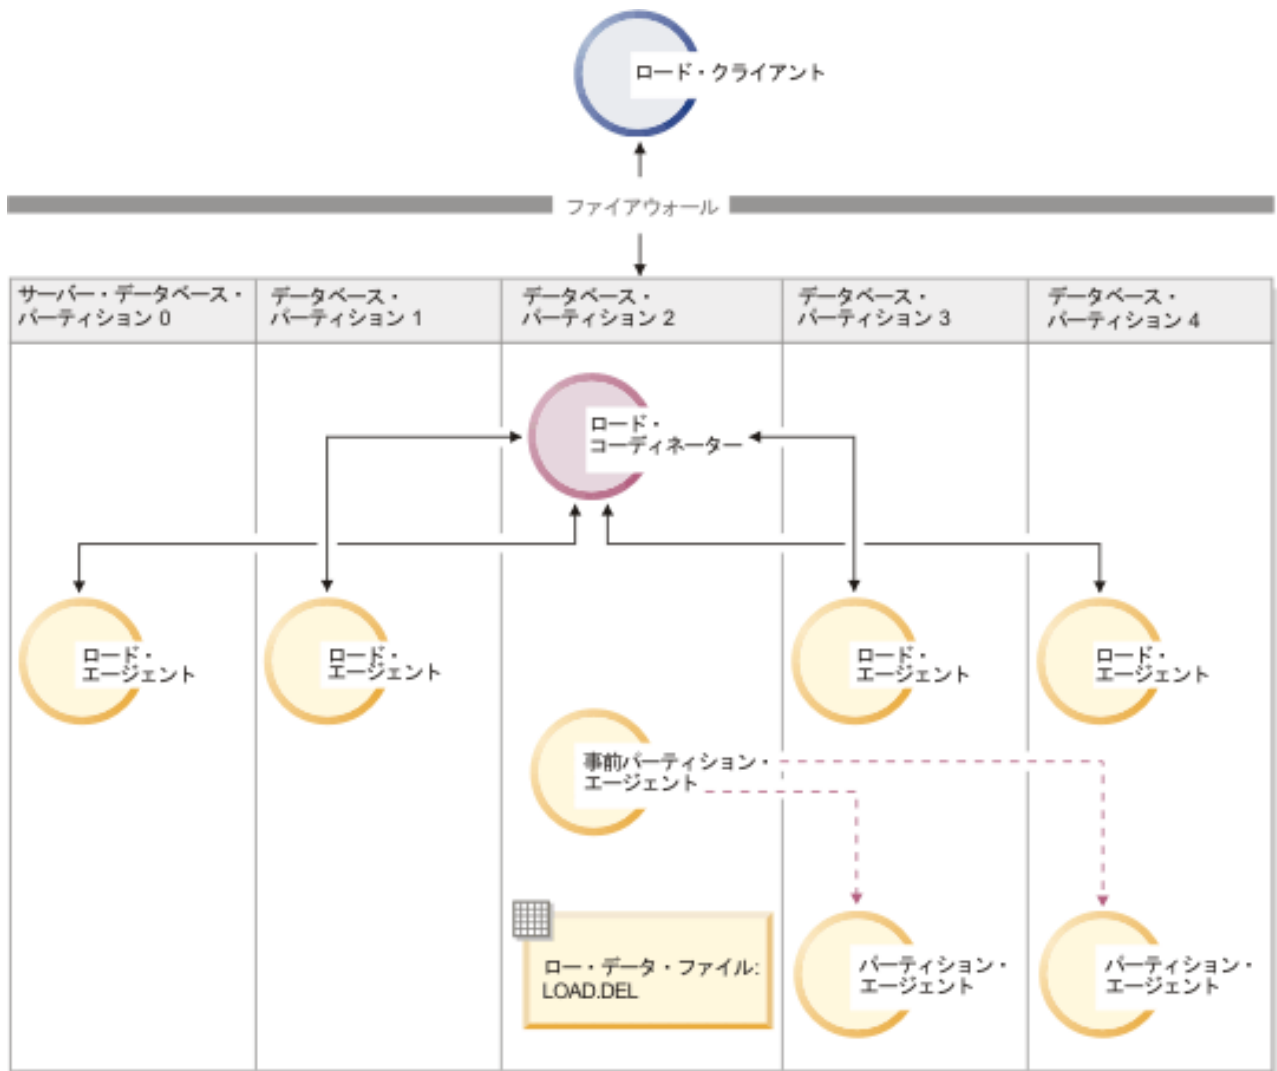 ロード・クライアント
ファイアウォール
サーバー・データベース・
パーティション 0
データベース・
パーティション 1
データベース・
パーティション 2
データベース・
パーティション 3
データベース・
パーティション 4
ロード・
コーディネーター
ロード・
エージェント
ロード・
エージェント
ロード・
エージェント
ロード・
エージェント
事前パーティション・
エージェント
ロー・データ・ファイル:
LOAD.DEL
パーティション・
エージェント
パーティション・
エージェント